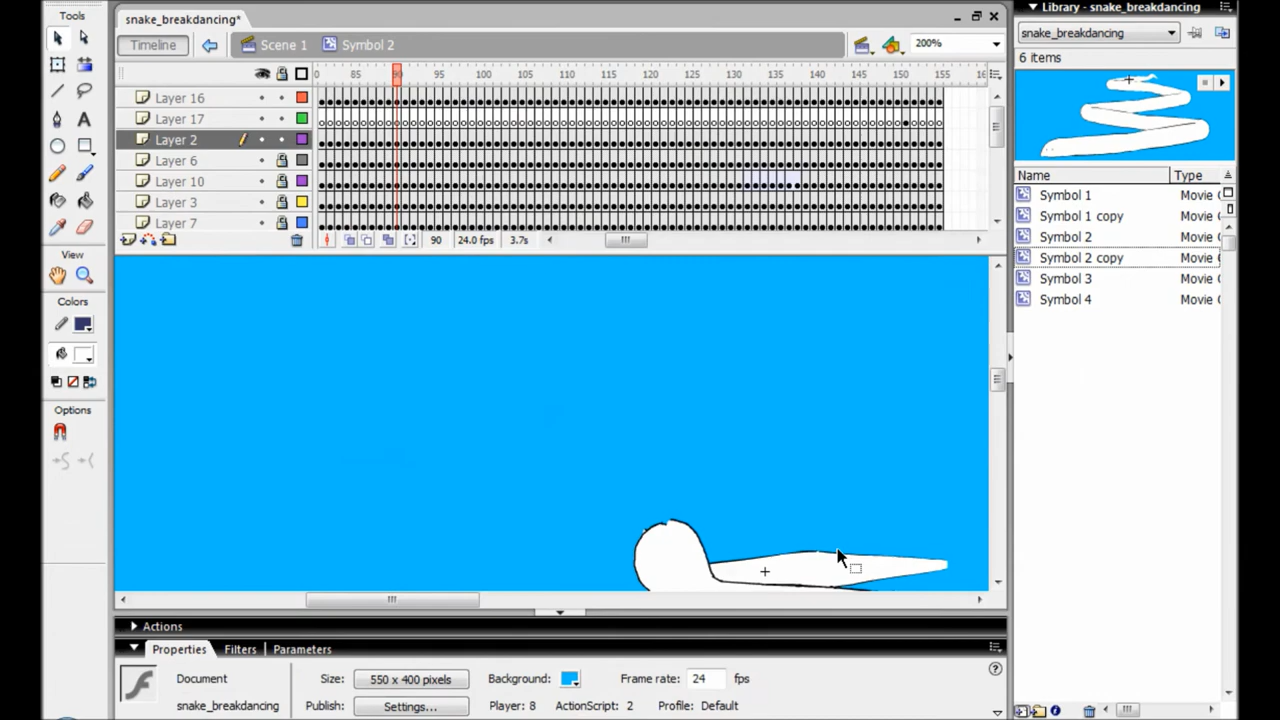 Tools
View
Colors
Options
snake_breakdancing*
Timeline
Scene 1
Symbol 2
200%
0 85 90 95 100 105 110 115 120 125 130 135 140 145 150 155 16
Layer 16
Layer 17
Layer 2
Layer 6
Layer 10
Layer 3
Layer 7
90 24.0 fps 3.7s
Actions
Properties Filters Parameters
Document
snake_breakdancing
Size: 550 x 400 pixels Background: Frame rate: 24 fps
Publish: Settings... Player: 8 ActionScript: 2 Profile: Default
Library - snake_breakdancing
snake_breakdancing
6 items
Name Type
Symbol 1 Movie C
Symbol 1 copy Movie C
Symbol 2 Movie C
Symbol 2 copy Movie C
Symbol 3 Movie C
Symbol 4 Movie C